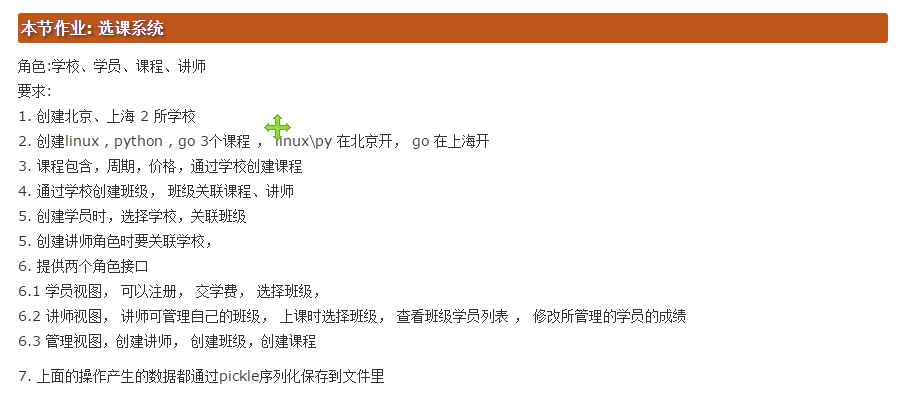 本节作业: 选课系统
角色:学校、学员、课程、讲师
要求:
1. 创建北京、上海 2 所学校
2. 创建linux , python , go 3个课程 ， linux\py 在北京开， go 在上海开
3. 课程包含，周期，价格，通过学校创建课程
4. 通过学校创建班级， 班级关联课程、讲师
5. 创建学员时，选择学校，关联班级
5. 创建讲师角色时要关联学校，
6. 提供两个角色接口
6.1 学员视图， 可以注册， 交学费， 选择班级，
6.2 讲师视图， 讲师可管理自己的班级， 上课时选择班级， 查看班级学员列表 ， 修改所管理的学员的成绩
6.3 管理视图，创建讲师， 创建班级，创建课程
7. 上面的操作产生的数据都通过pickle序列化保存到文件里